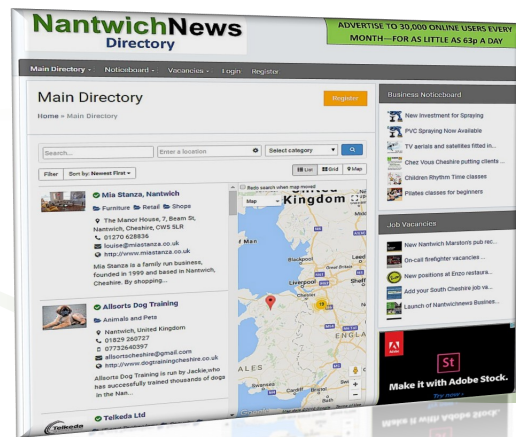 NantwichNews
Directory
ADVERTISE TO 30,000 ONLINE USERS EVERY
MONTH—FOR AS LITTLE AS 63p A DAY
Main Directory Noticeboard Vacancies Login Register
Main Directory
Register
Home » Main Directory
Search...
Enter a location
Select category
Filter
Sort by: Newest First
List
Grid
Map
Mia Stanza, Nantwich
Furniture Retail Shops
The Manor House, 7, Beam St,
Nantwich, Cheshire, CW5 5LR
01270 628836
louise@miastanza.co.uk
http://www.miastanza.co.uk
Mia Stanza is a family run business,
founded in 1999 and based in Nantwich,
Cheshire. By shopping...
Allsorts Dog Training
Animals and Pets
Nantwich, United Kingdom
01829 260727
07732640397
allsortscheshire@gmail.com
http://www.dogtrainingcheshire.co.uk
Allsorts Dog Training is run by Jackie,who
has successfully trained thousands of dogs
in the Nan...
Telkeda
Telkeda Ltd
Redo search when map moved
Map
Kingdom
f Man
Blackpool
Leed
Great Britain
Liverpool
Sheff
Chester
ENGLA
ALES
Swansea
Cardiff
Bristol
Bath
Google
Business Noticeboard
New Investment for Spraying
PVC Spraying Now Available
TV aerials and satellites fitted in...
Chez Vous Cheshire putting clients ...
Children Rhythm Time classes
Pilates classes for beginners
Job Vacancies
New Nantwich Marston's pub rec...
On-call firefighter vacancies ...
New positions at Enzo restaura...
Add your South Cheshire job va...
Launch of Nantwichnews Busines...
Adobe
St
Make it with Adobe Stock.
Try now